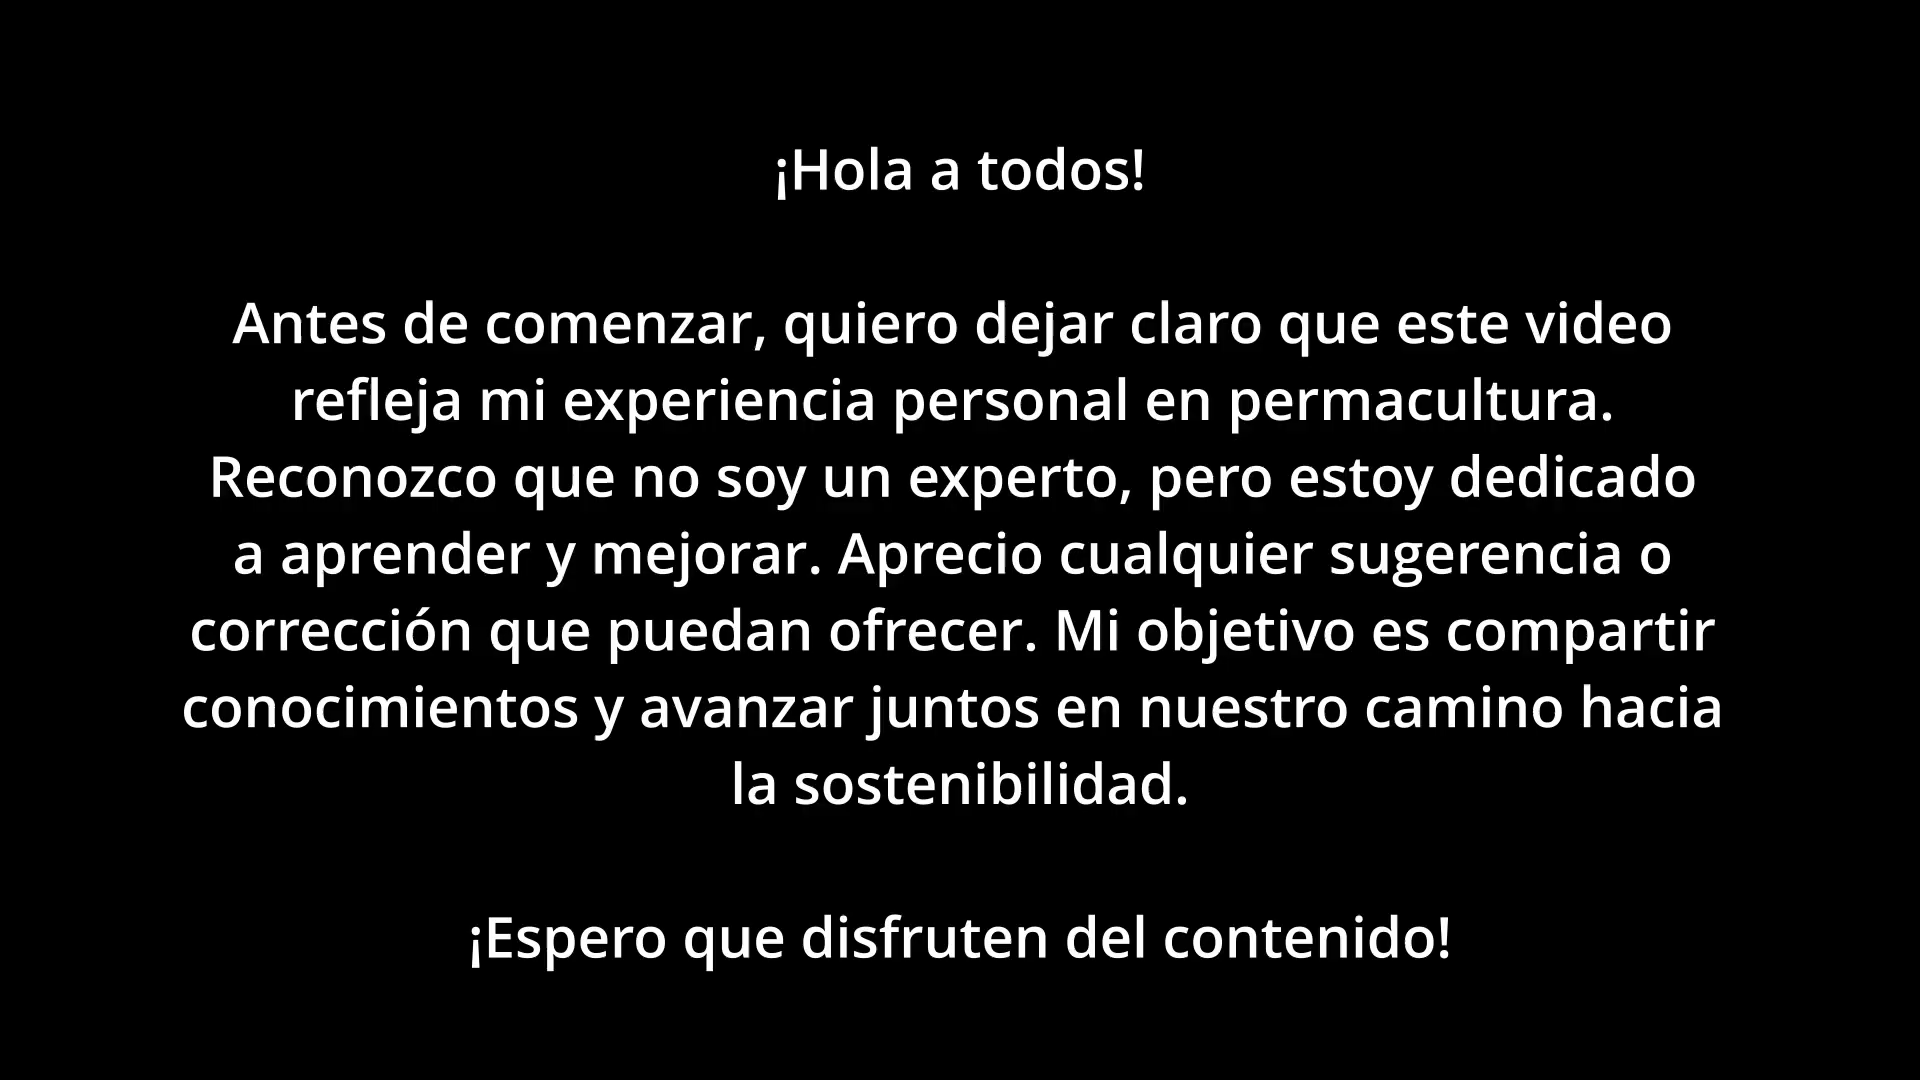 ¡Hola a todos!
Antes de comenzar, quiero dejar claro que este video
refleja mi experiencia personal en permacultura.
Reconozco que no soy un experto, pero estoy dedicado
a aprender y mejorar. Aprecio cualquier sugerencia o
corrección que puedan ofrecer. Mi objetivo es compartir
conocimientos y avanzar juntos en nuestro camino hacia
la sostenibilidad.
¡Espero que disfruten del contenido!